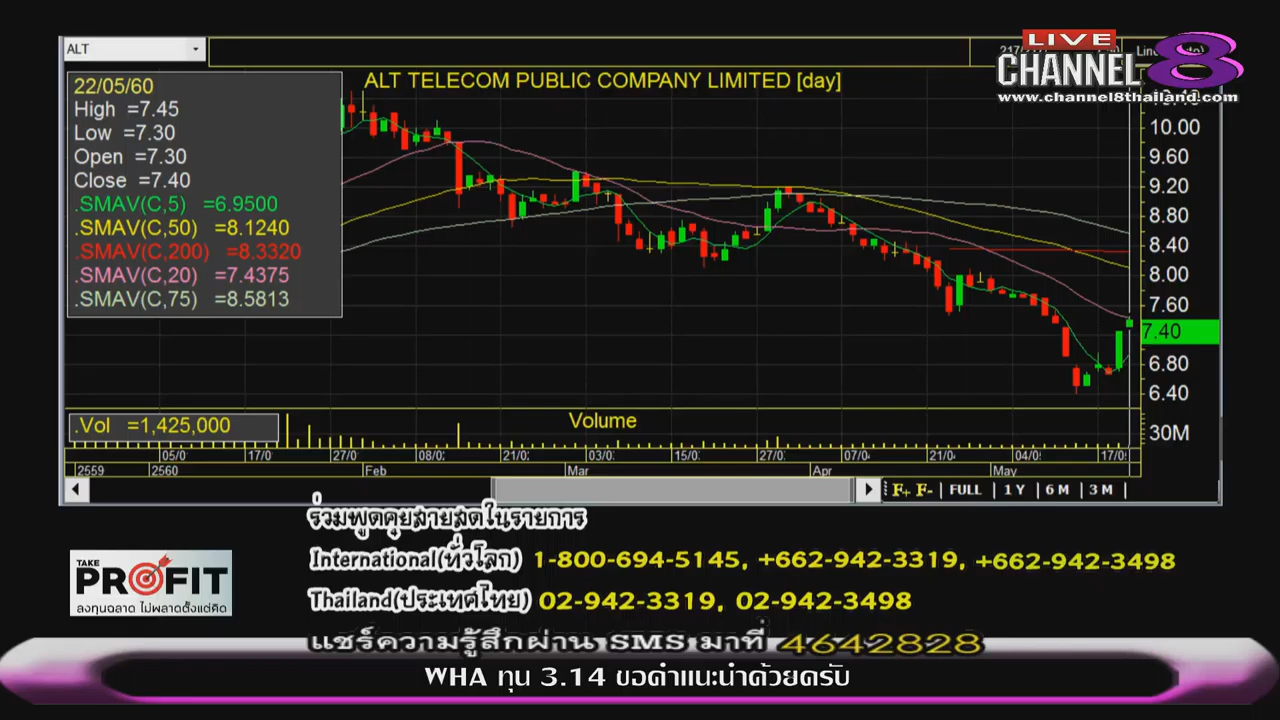 ALT
LIVE
CHANNEL 8
www.channel8thailand.com
ALT TELECOM PUBLIC COMPANY LIMITED [day]
22/05/60
High =7.45
Low =7.30
Open =7.30
Close =7.40
.SMAV(C,5) =6.9500
.SMAV(C,50) =8.1240
.SMAV(C,200) =8.3320
.SMAV(C,20) =7.4375
.SMAV(C,75) =8.5813
10.00
9.60
9.20
8.80
8.40
8.00
7.60
7.40
6.80
6.40
.Vol =1,425,000
Volume
30M
05/0 17/0 27/0 08/0 21/0 03/0 15/0 27/0 07/0 21/0 04/0 17/0
2559 2560 Feb Mar Apr May
F+ F- FULL 1 Y 6 M 3 M
ร่วมพูดคุยสายสดในรายการ
International(ทั่วโลก) 1-800-694-5145, +662-942-3319, +662-942-3498
Thailand(ประเทศไทย) 02-942-3319, 02-942-3498
แชร์ความรู้สึกผ่าน SMS มาที่ 4642828
TAKE
PROFIT
ลงทุนฉลาด ไม่พลาดตั้งแต่คิด
WHA ทุน 3.14 ขอคำแนะนำด้วยครับ